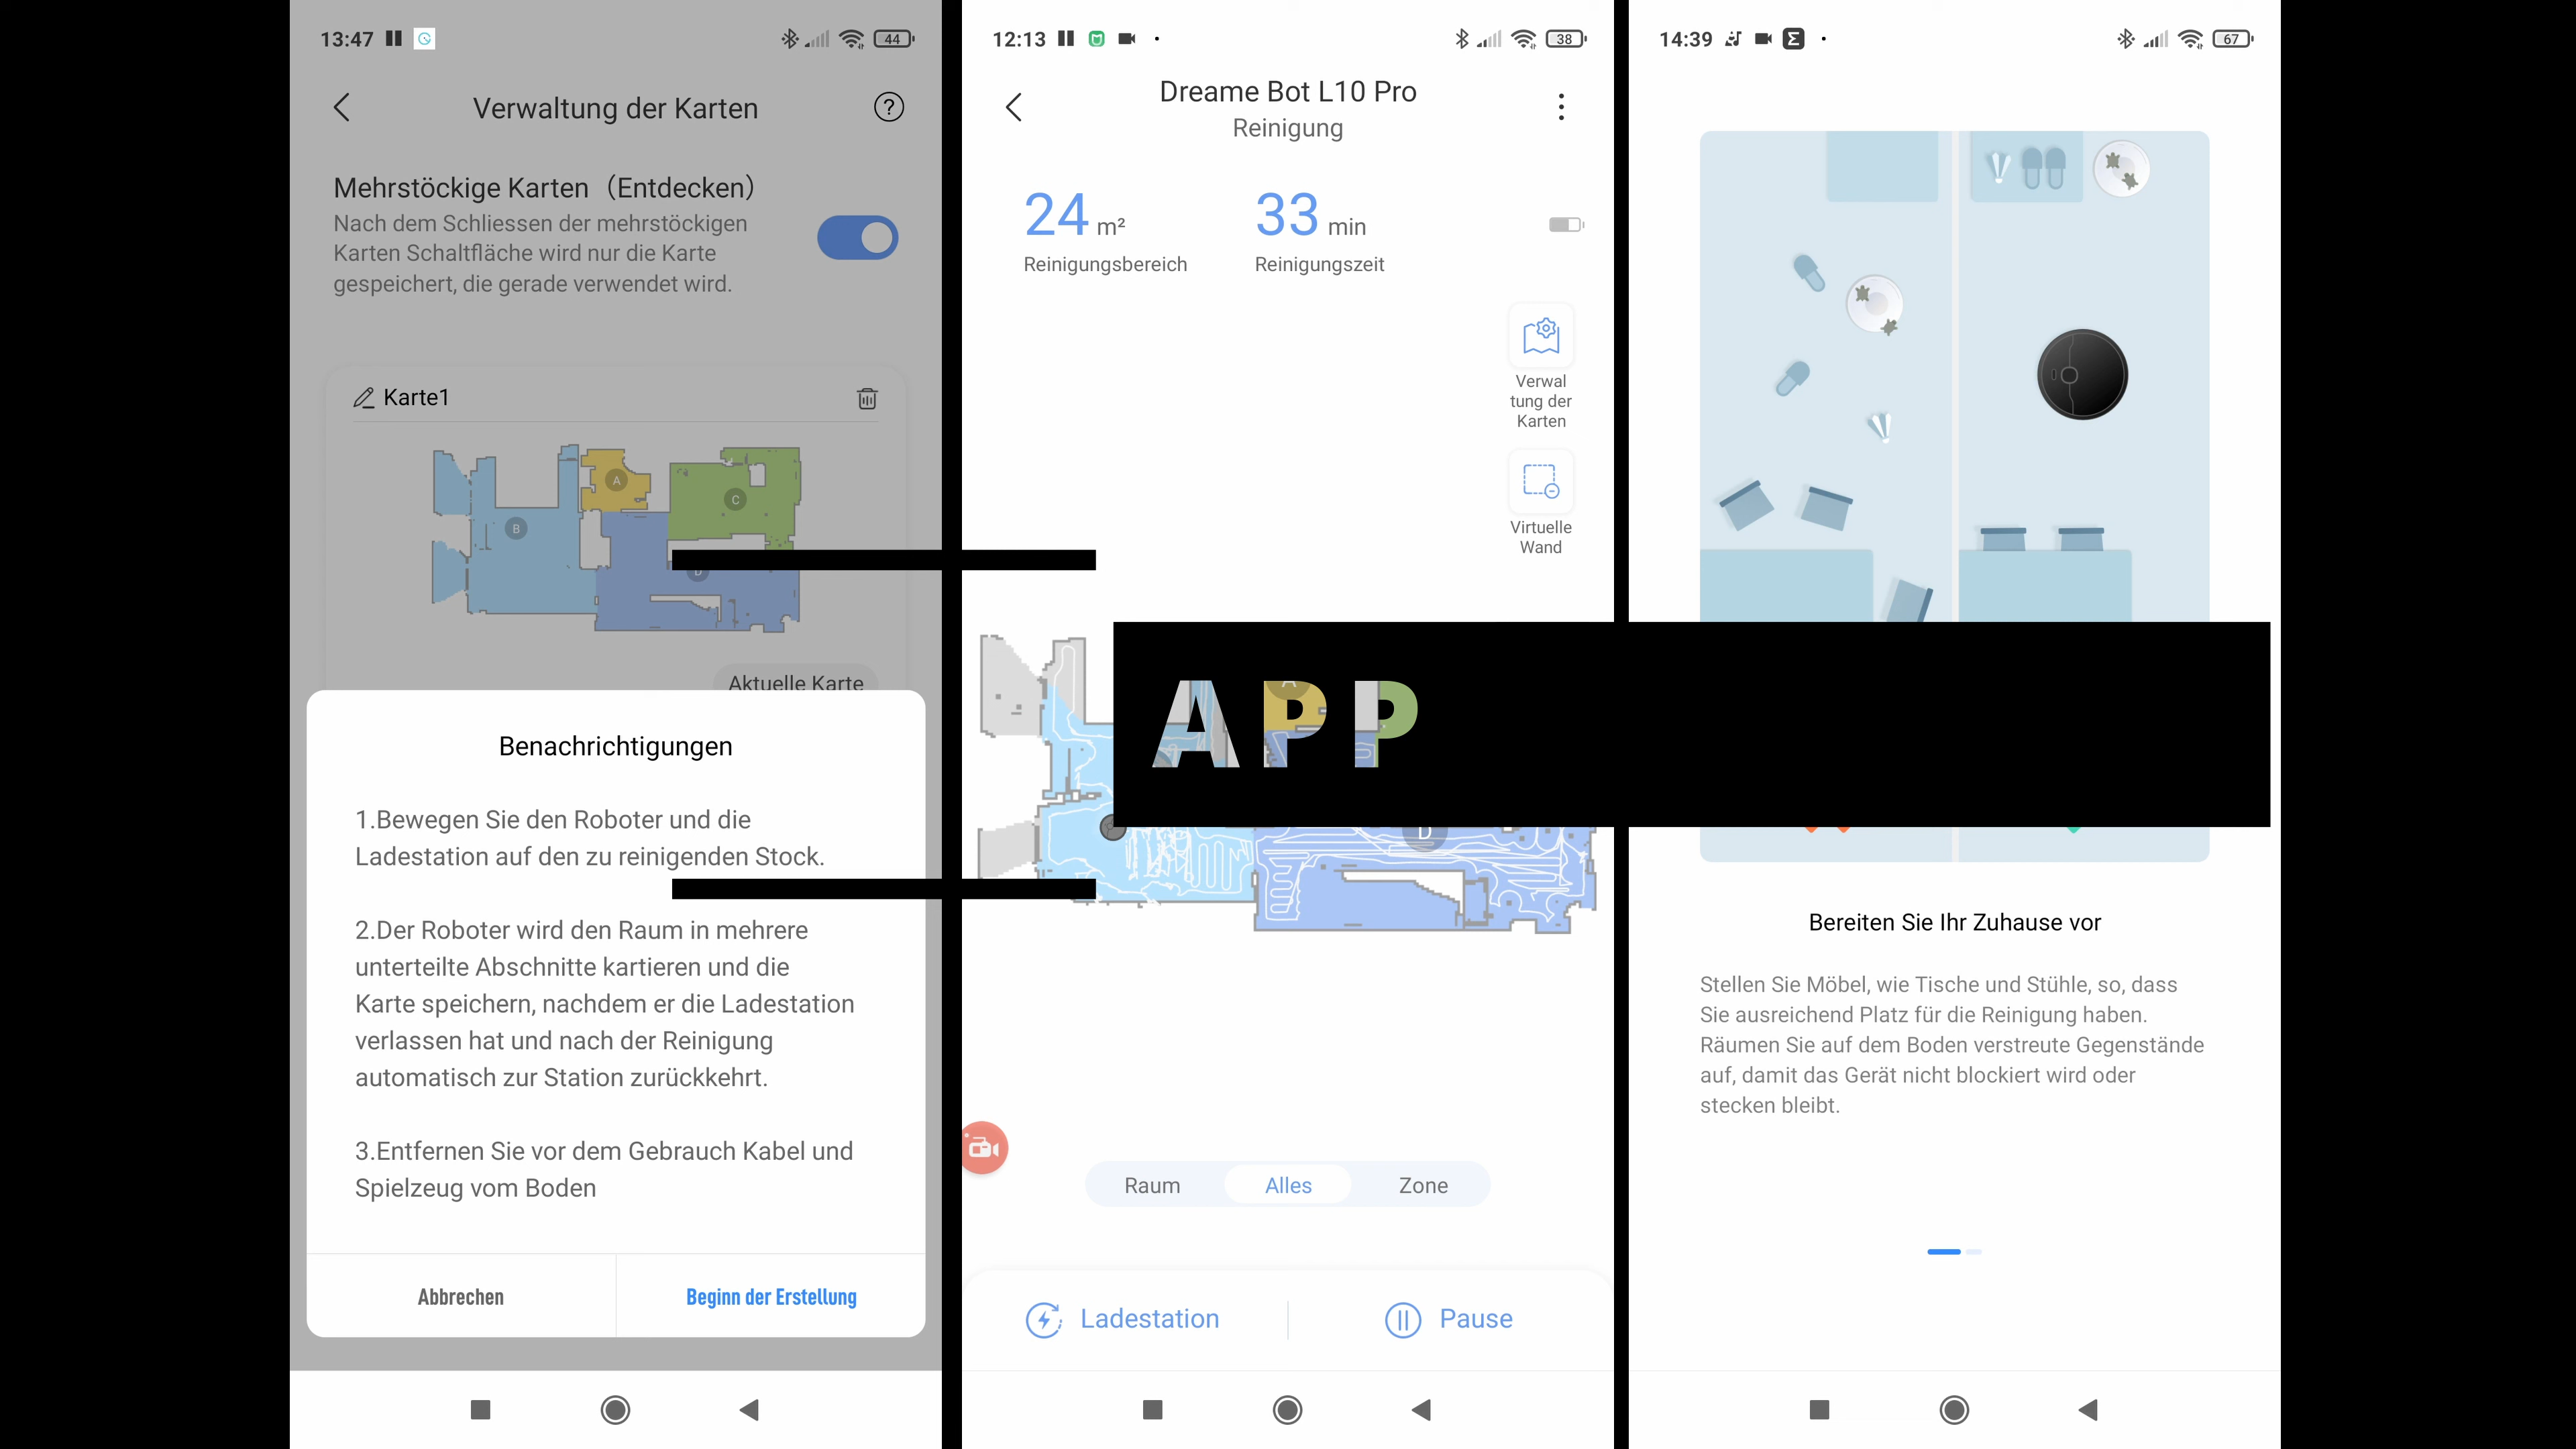 13:47
44
Verwaltung der Karten
?
Mehrstöckige Karten（Entdecken）
Nach dem Schliessen der mehrstöckigen
Karten Schaltfläche wird nur die Karte
gespeichert, die gerade verwendet wird.
Karte1
A
B
C
D
Aktuelle Karte
Benachrichtigungen
1.Bewegen Sie den Roboter und die
Ladestation auf den zu reinigenden Stock.
2.Der Roboter wird den Raum in mehrere
unterteilte Abschnitte kartieren und die
Karte speichern, nachdem er die Ladestation
verlassen hat und nach der Reinigung
automatisch zur Station zurückkehrt.
3.Entfernen Sie vor dem Gebrauch Kabel und
Spielzeug vom Boden
Abbrechen
Beginn der Erstellung
12:13
38
Dreame Bot L10 Pro
Reinigung
24 m²
Reinigungsbereich
33 min
Reinigungszeit
Verwal
tung der
Karten
Virtuelle
Wand
APP
A
D
Raum
Alles
Zone
Ladestation
Pause
14:39
67
Bereiten Sie Ihr Zuhause vor
Stellen Sie Möbel, wie Tische und Stühle, so, dass
Sie ausreichend Platz für die Reinigung haben.
Räumen Sie auf dem Boden verstreute Gegenstände
auf, damit das Gerät nicht blockiert wird oder
stecken bleibt.